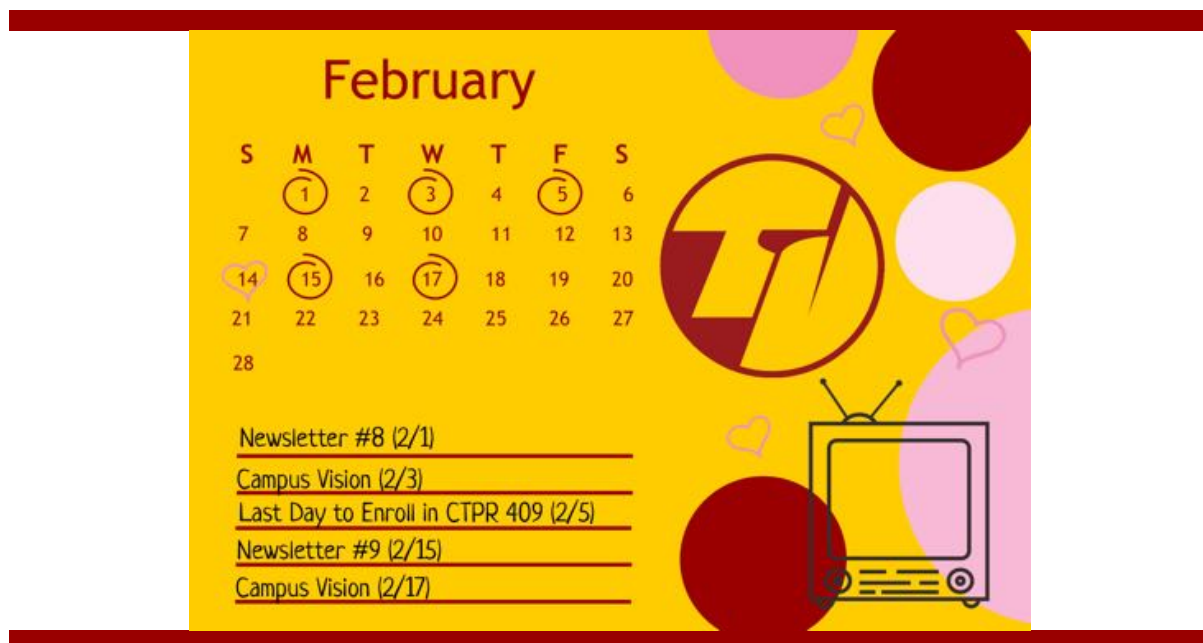 February
S M T W T F S
1 2 3 4 5 6
7 8 9 10 11 12 13
14 15 16 17 18 19 20
21 22 23 24 25 26 27
28
TV
Newsletter #8 (2/1)
Campus Vision (2/3)
Last Day to Enroll in CTPR 409 (2/5)
Newsletter #9 (2/15)
Campus Vision (2/17)